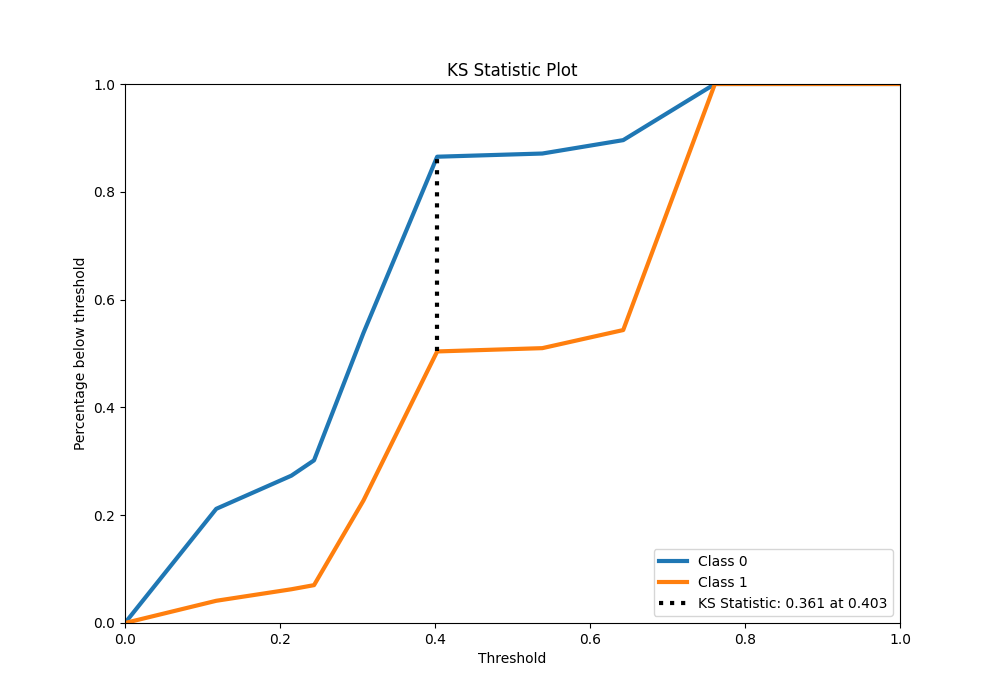 KS Statistic Plot
1.0
0.8
0.6
0.4
0.2
0.0
Percentage below threshold
0.0 0.2 0.4 0.6 0.8 1.0
Threshold
Class 0
Class 1
KS Statistic: 0.361 at 0.403